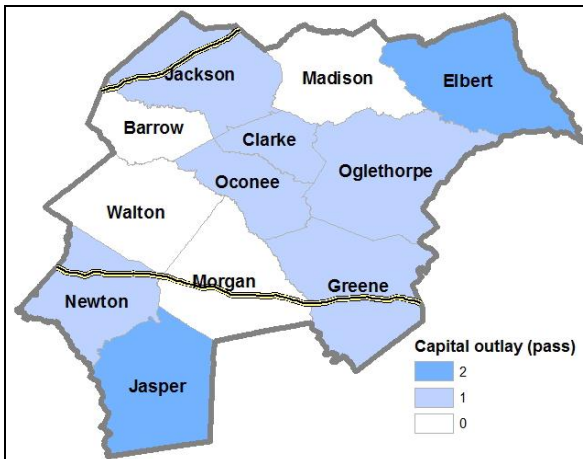 Jackson
Madison
Elbert
Barrow
Clarke
Oglethorpe
Oconee
Walton
Morgan
Greene
Newton
Jasper
Capital outlay (pass)
2
1
0